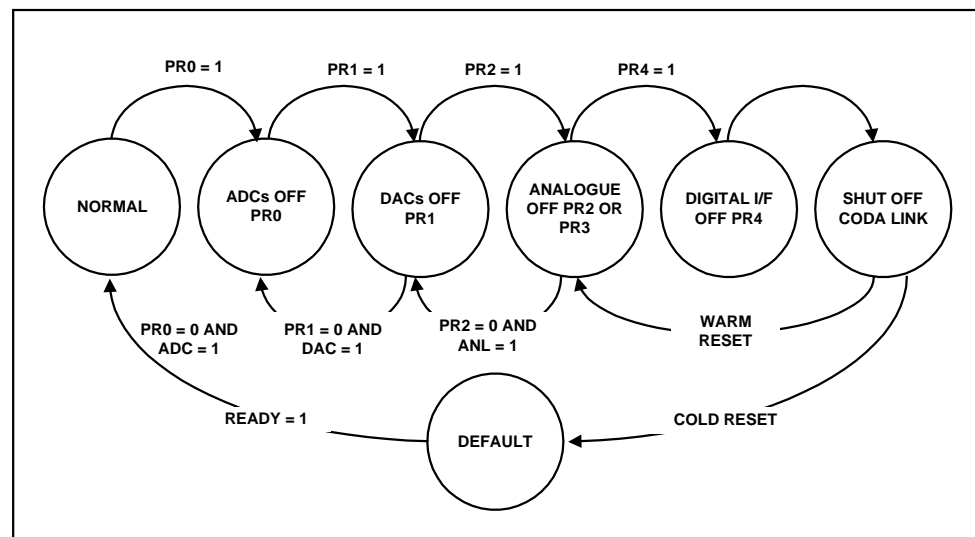 PR0 = 1
PR1 = 1
PR2 = 1
PR4 = 1
NORMAL
ADCs OFF
PR0
DACs OFF
PR1
ANALOGUE
OFF PR2 OR
PR3
DIGITAL I/F
OFF PR4
SHUT OFF
CODA LINK
PR0 = 0 AND
ADC = 1
PR1 = 0 AND
DAC = 1
PR2 = 0 AND
ANL = 1
WARM
RESET
READY = 1
DEFAULT
COLD RESET